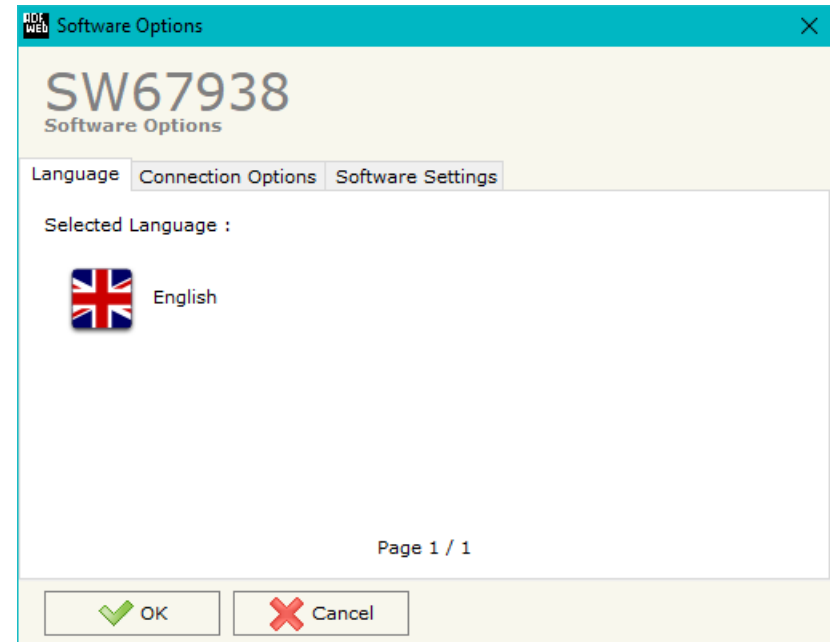 ADF
WEB
Software Options
SW67938
Software Options
Language Connection Options Software Settings
Selected Language :
English
Page 1 / 1
OK Cancel